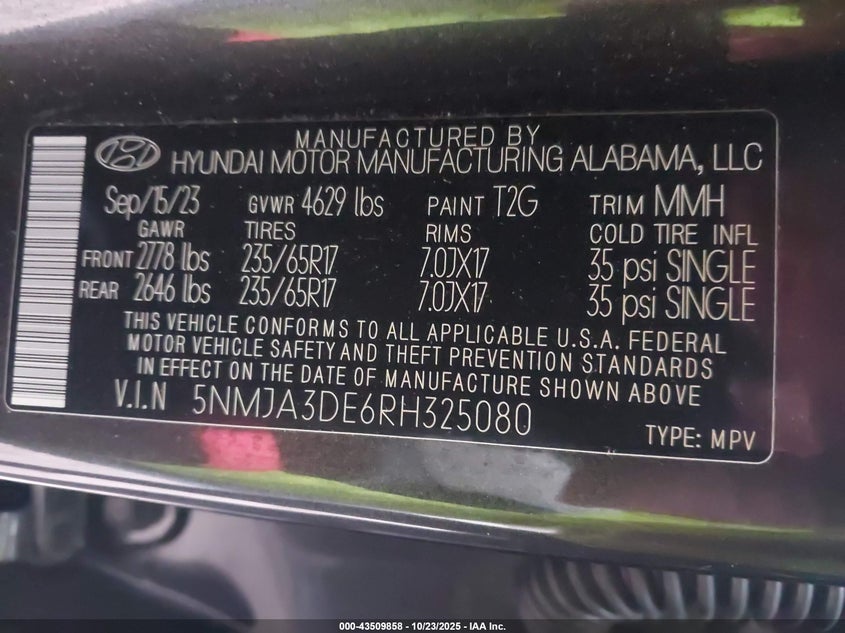 MANUFACTURED BY
HYUNDAI MOTOR MANUFACTURING ALABAMA, LLC
Sep/15/23 GVWR 4629 lbs PAINT T2G TRIM MMH
GAWR TIRES RIMS COLD TIRE INFL
FRONT 2778 lbs 235/65R17 7.0JX17 35 psi SINGLE
REAR 2646 lbs 235/65R17 7.0JX17 35 psi SINGLE
THIS VEHICLE CONFORMS TO ALL APPLICABLE U.S.A. FEDERAL
MOTOR VEHICLE SAFETY AND THEFT PREVENTION STANDARDS
IN EFFECT ON THE DATE OF MANUFACTURE SHOWN ABOVE
V.I.N 5NMJA3DE6RH325080
TYPE: MPV
000-43509858 - 10/23/2025 - IAA Inc.